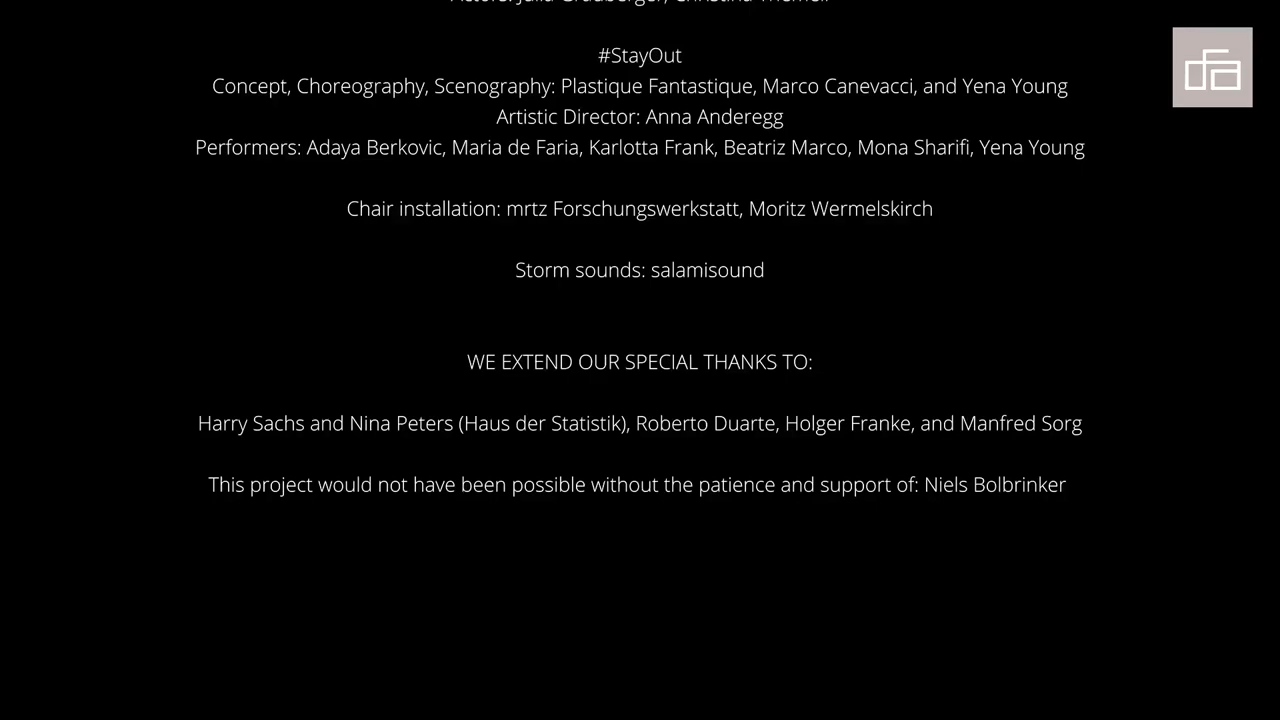 #StayOut
Concept, Choreography, Scenography: Plastique Fantastique, Marco Canevacci, and Yena Young
Artistic Director: Anna Anderegg
Performers: Adaya Berkovic, Maria de Faria, Karlotta Frank, Beatriz Marco, Mona Sharifi, Yena Young
Chair installation: mrtz Forschungswerkstatt, Moritz Wermelskirch
Storm sounds: salamisound
WE EXTEND OUR SPECIAL THANKS TO:
Harry Sachs and Nina Peters (Haus der Statistik), Roberto Duarte, Holger Franke, and Manfred Sorg
This project would not have been possible without the patience and support of: Niels Bolbrinker